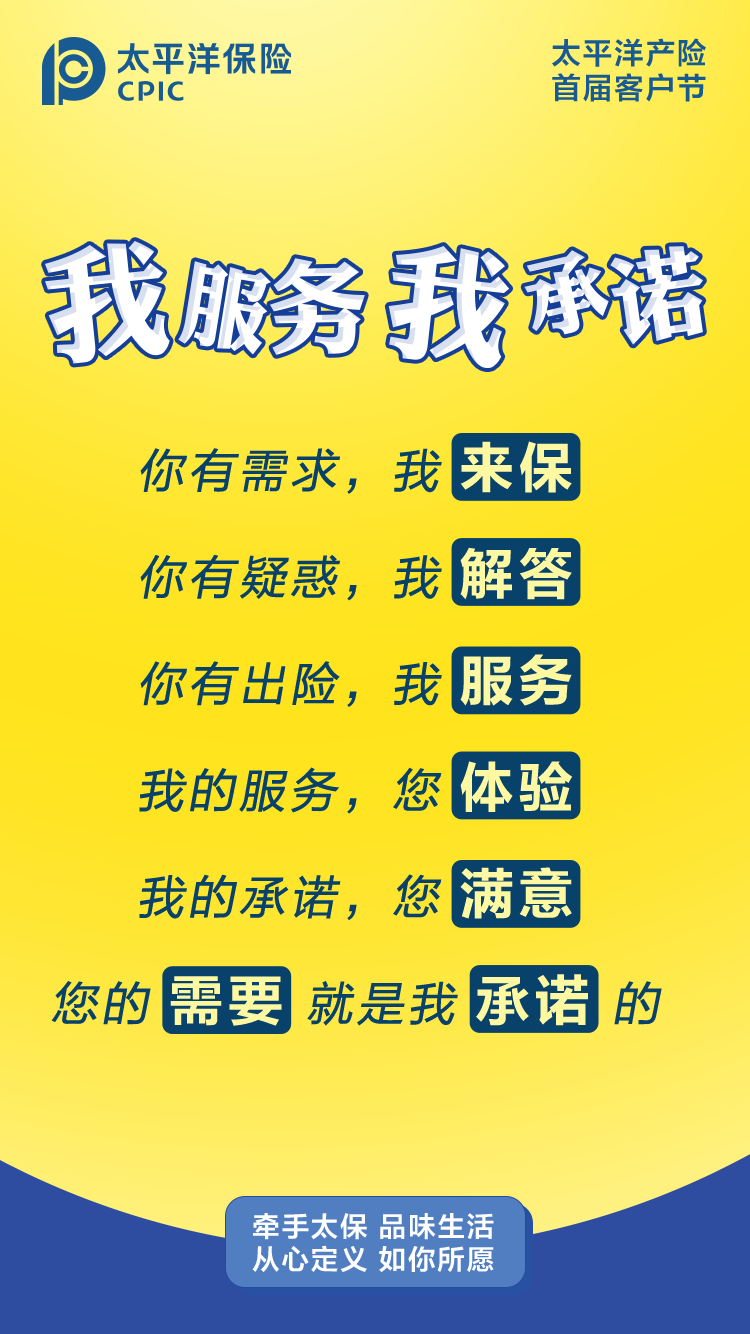 太平洋保险
CPIC
太平洋产险
首届客户节
我服务 我承诺
你有需求，我来保
你有疑惑，我解答
你有出险，我服务
我的服务，您体验
我的承诺，您满意
您的需要就是我承诺的
牵手太保 品味生活
从心定义 如你所愿